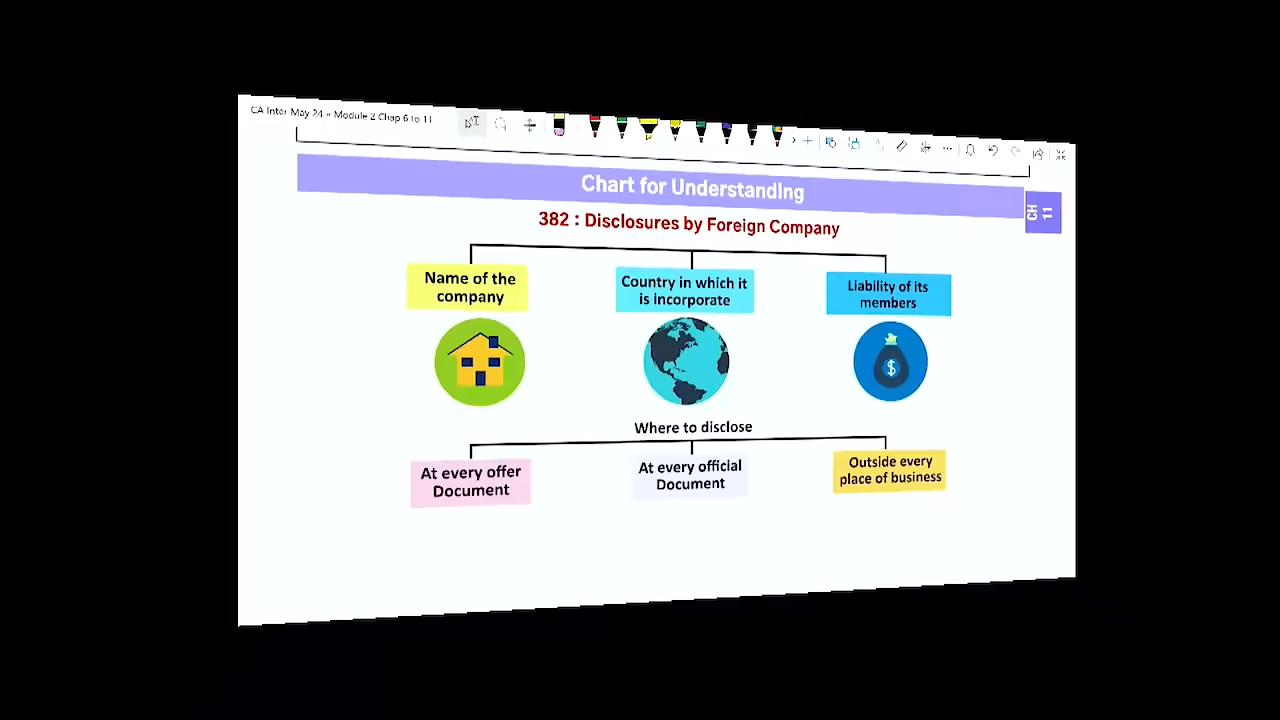 CA Inter May 24 - Module 2 Chap 6 to 11
Chart for Understanding
CH 11
382 : Disclosures by Foreign Company
Name of the
company
Country in which it
is incorporate
Liability of its
members
$
Where to disclose
At every offer
Document
At every official
Document
Outside every
place of business